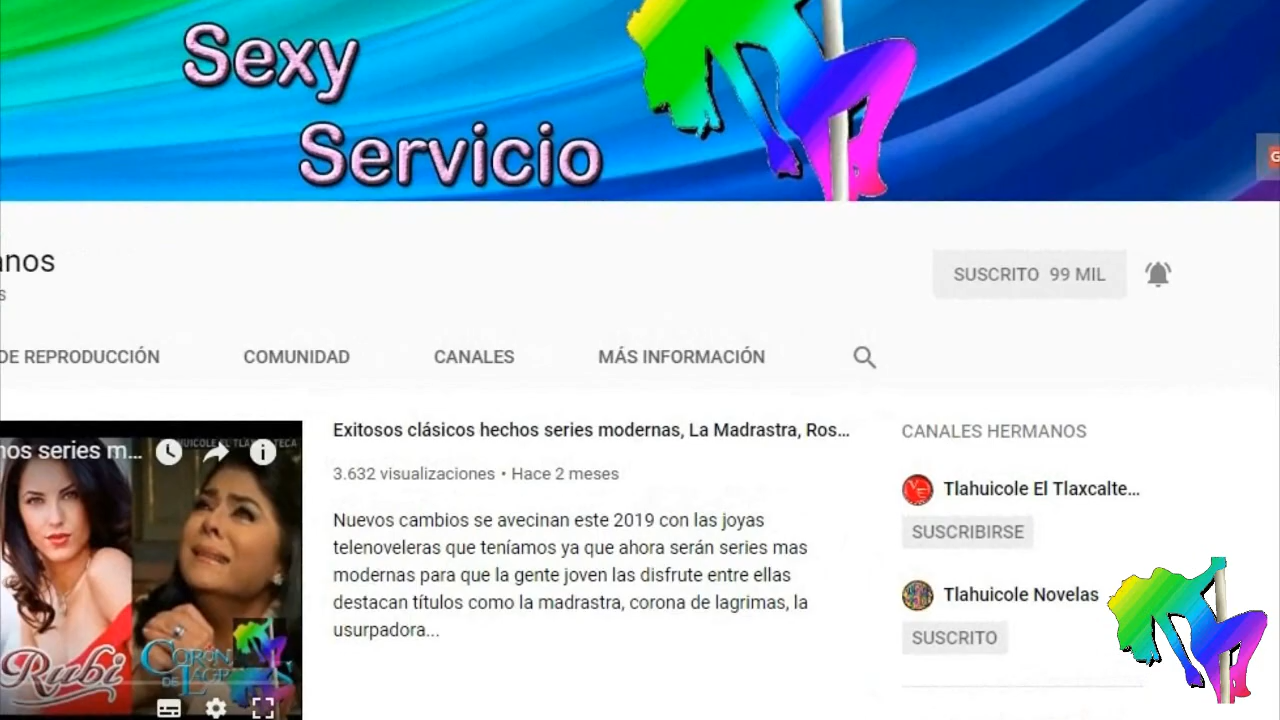 Sexy
Servicio
anos
s
SUSCRITO 99 MIL
DE REPRODUCCIÓN
COMUNIDAD
CANALES
MÁS INFORMACIÓN
nos series m...
Rubi
Exitosos clásicos hechos series modernas, La Madrastra, Ros...
3.632 visualizaciones • Hace 2 meses
Nuevos cambios se avecinan este 2019 con las joyas
telenoveleras que teníamos ya que ahora serán series mas
modernas para que la gente joven las disfrute entre ellas
destacan títulos como la madrastra, corona de lagrimas, la
usurpadora...
CANALES HERMANOS
Tlahuicole El Tlaxcalte...
SUSCRIBIRSE
Tlahuicole Novelas
SUSCRITO